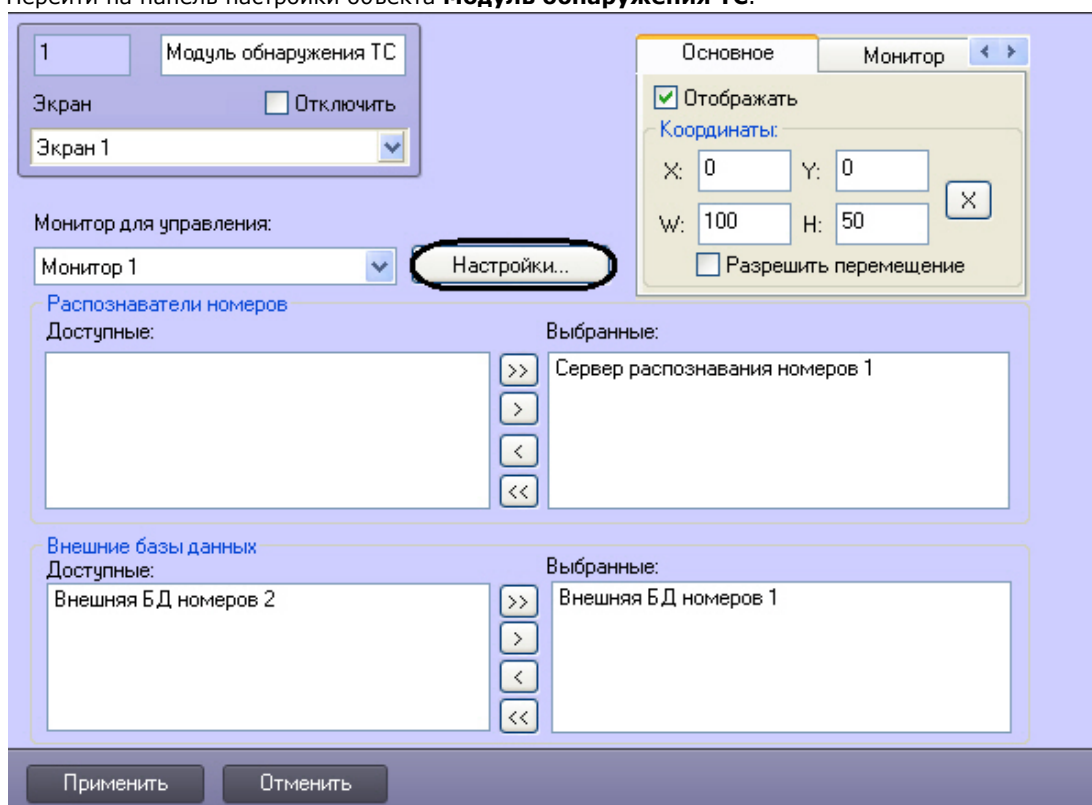 Перейти на панель настройки объекта Модуль обнаружения ТС.
1
Модуль обнаружения ТС
Экран
Отключить
Экран 1
Основное
Монитор
Отображать
Координаты:
X: 0 Y: 0
X
W: 100 H: 50
Разрешить перемещение
Монитор для управления:
Монитор 1
Настройки...
Распознаватели номеров
Доступные:
Выбранные:
Сервер распознавания номеров 1
>>
>
<
<<
Внешние базы данных
Доступные:
Выбранные:
Внешняя БД номеров 2
>>
>
<
<<
Внешняя БД номеров 1
Применить
Отменить